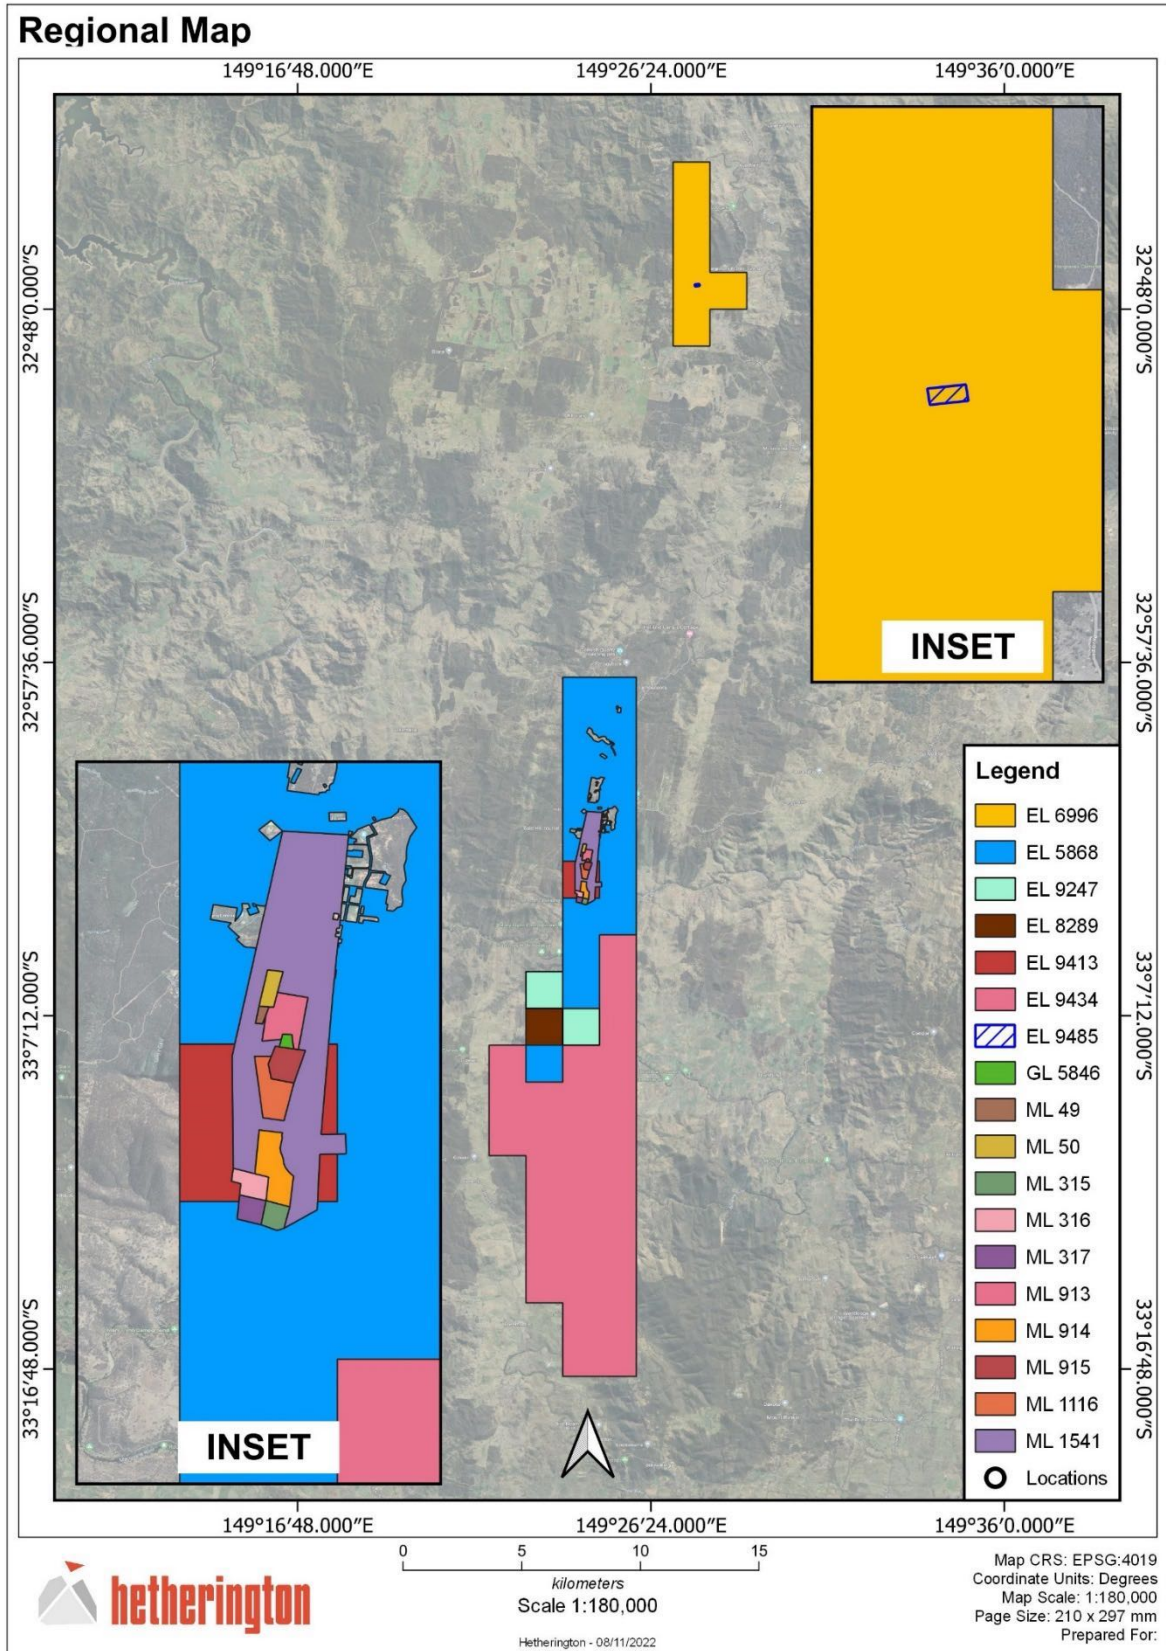 Regional Map
149°16′48.000″E 149°26′24.000″E 149°36′0.000″E
32°48′0.000″S
32°57′36.000″S
33°7′12.000″S
33°16′48.000″S
32°48′0.000″S
32°57′36.000″S
33°7′12.000″S
33°16′48.000″S
INSET
INSET
Legend
EL 6996
EL 5868
EL 9247
EL 8289
EL 9413
EL 9434
EL 9485
GL 5846
ML 49
ML 50
ML 315
ML 316
ML 317
ML 913
ML 914
ML 915
ML 1116
ML 1541
Locations
149°16′48.000″E 149°26′24.000″E 149°36′0.000″E
hetherington
0 5 10 15
kilometers
Scale 1:180,000
Hetherington - 08/11/2022
Map CRS: EPSG:4019
Coordinate Units: Degrees
Map Scale: 1:180,000
Page Size: 210 x 297 mm
Prepared For: